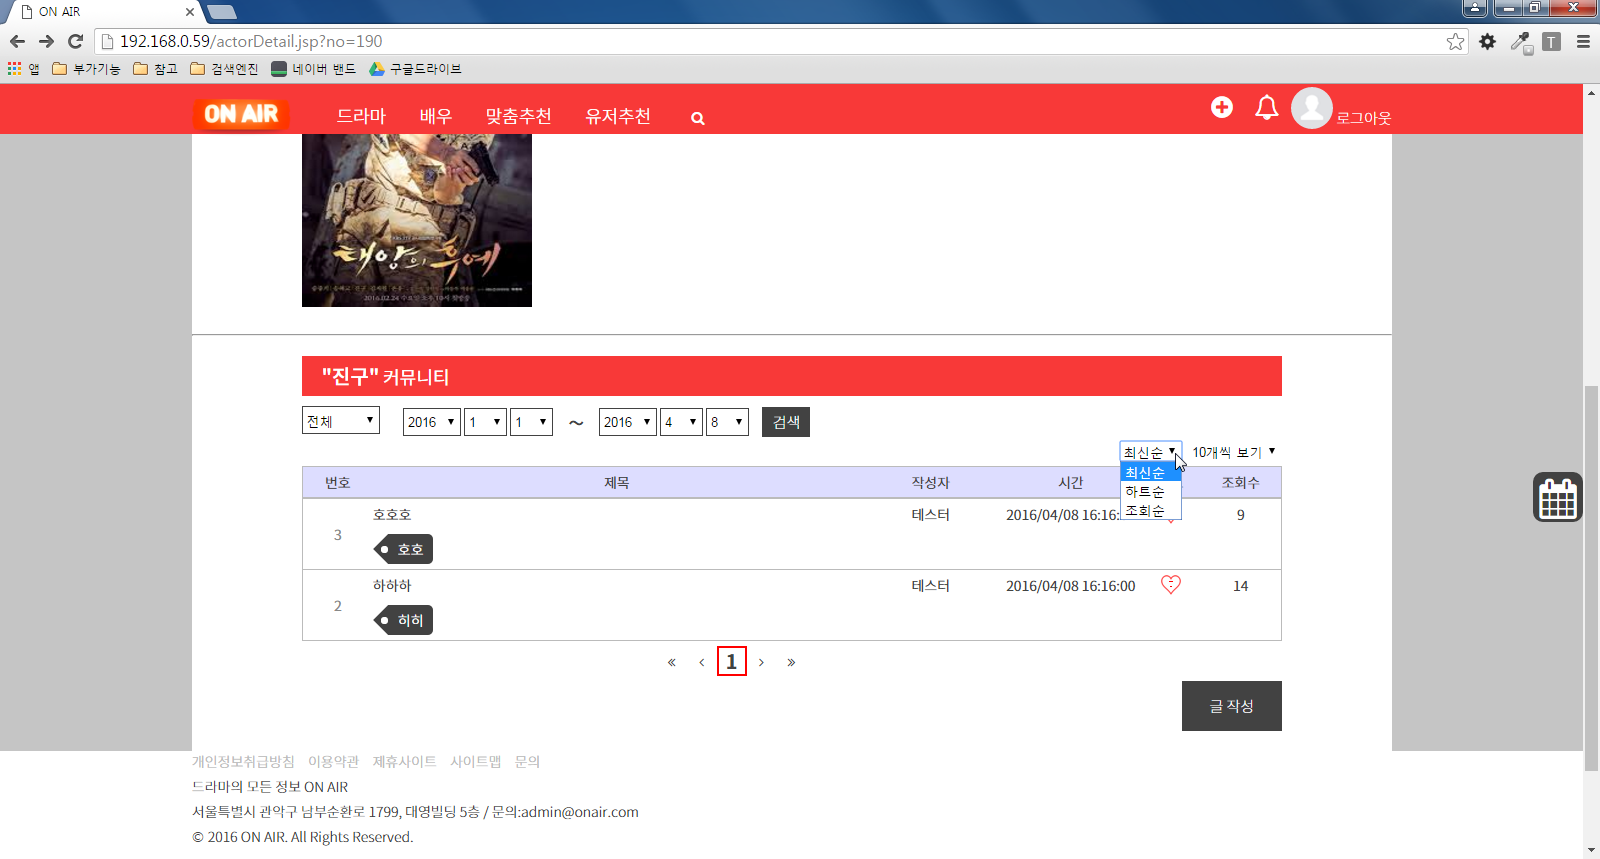 ON AIR
192.168.0.59/actorDetail.jsp?no=190
앱 부가기능 참고 검색엔진 네이버 밴드 구글드라이브
ON AIR 드라마 배우 맞춤추천 유저추천 로그아웃
태양의 후예
"진구" 커뮤니티
전체 2016 1 1 ~ 2016 4 8 검색
최신순 10개씩 보기
최신순
하트순
조회순
번호 제목 작성자 시간 조회수
3 호호호 테스터 2016/04/08 16:16: 9
호호
2 하하하 테스터 2016/04/08 16:16:00 14
히히
« ‹ 1 › »
글 작성
개인정보취급방침 이용약관 제휴사이트 사이트맵 문의
드라마의 모든 정보 ON AIR
서울특별시 관악구 남부순환로 1799, 대영빌딩 5층 / 문의:admin@onair.com
© 2016 ON AIR. All Rights Reserved.